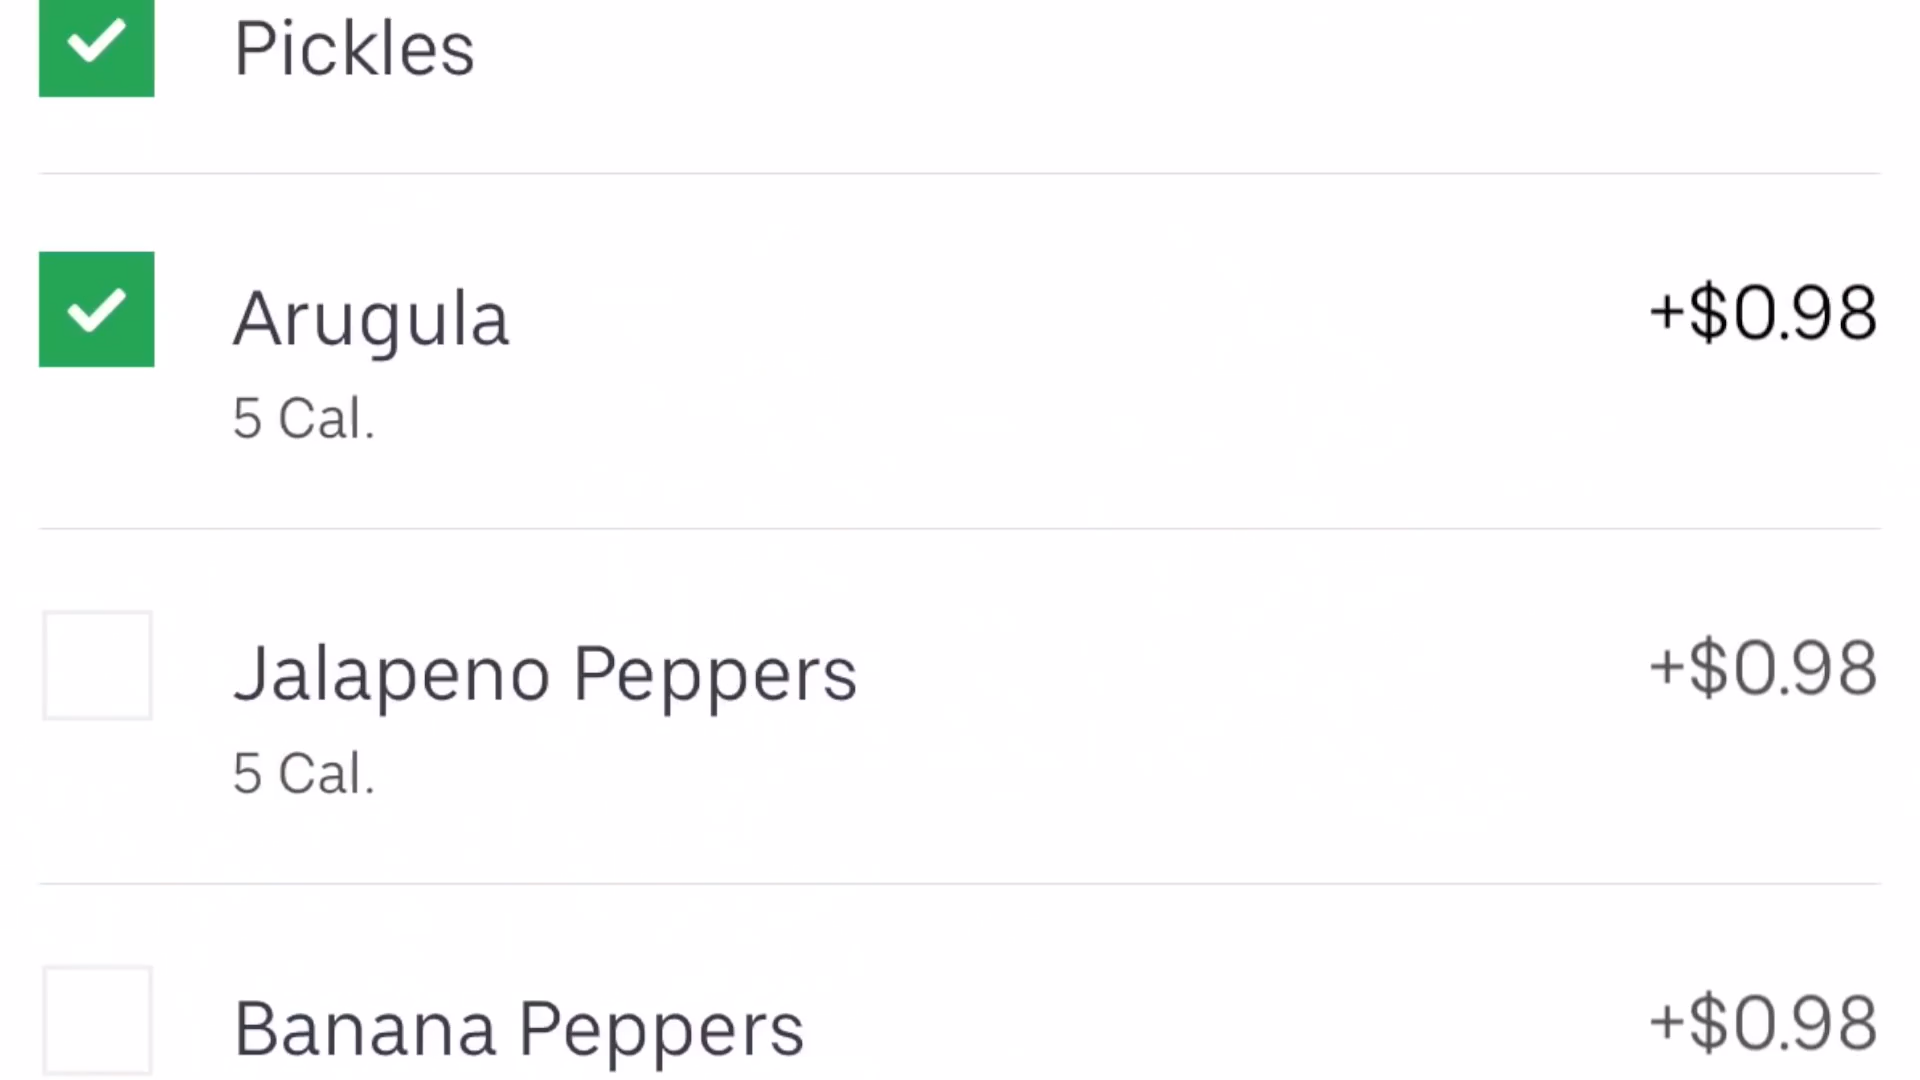 Pickles
Arugula +$0.98
5 Cal.
Jalapeno Peppers +$0.98
5 Cal.
Banana Peppers +$0.98